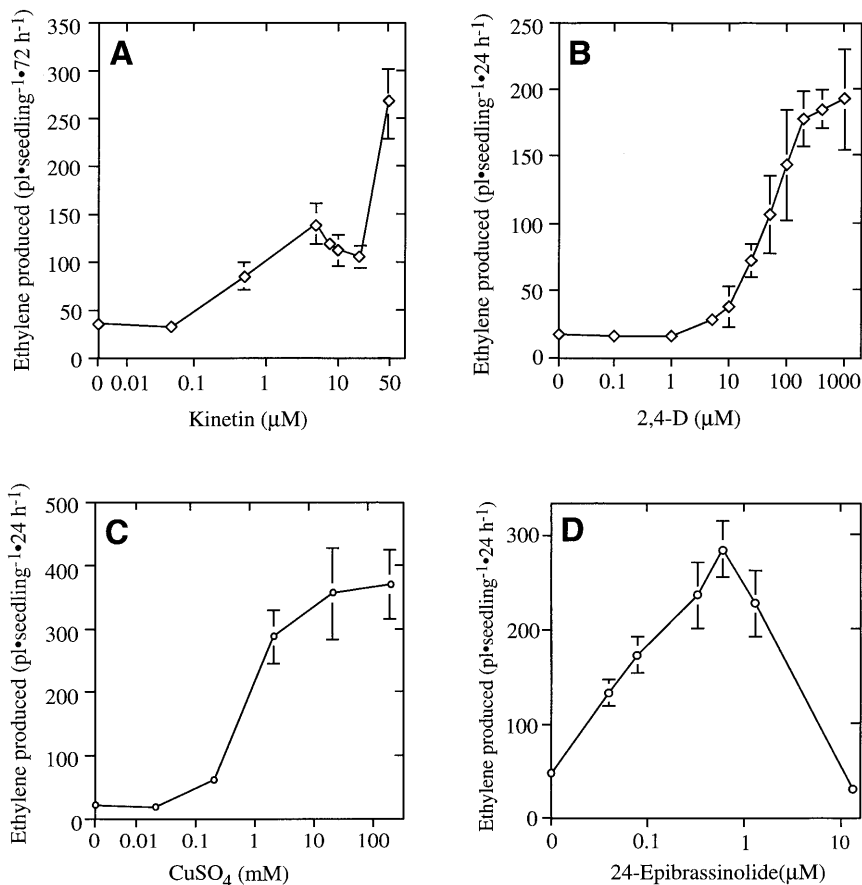 A
Ethylene produced (pl•seedling⁻¹•72 h⁻¹)
350
300
250
200
150
100
50
0
0 0.01 0.1 1 10 50
Kinetin (µM)
B
Ethylene produced (pl•seedling⁻¹•24 h⁻¹)
250
200
150
100
50
0
0 0.1 1 10 100 1000
2,4-D (µM)
C
Ethylene produced (pl•seedling⁻¹•24 h⁻¹)
500
400
300
200
100
0
0 0.01 0.1 1 10 100
CuSO₄ (mM)
D
Ethylene produced (pl•seedling⁻¹•24 h⁻¹)
300
200
100
0
0 0.1 1 10
24-Epibrassinolide(µM)